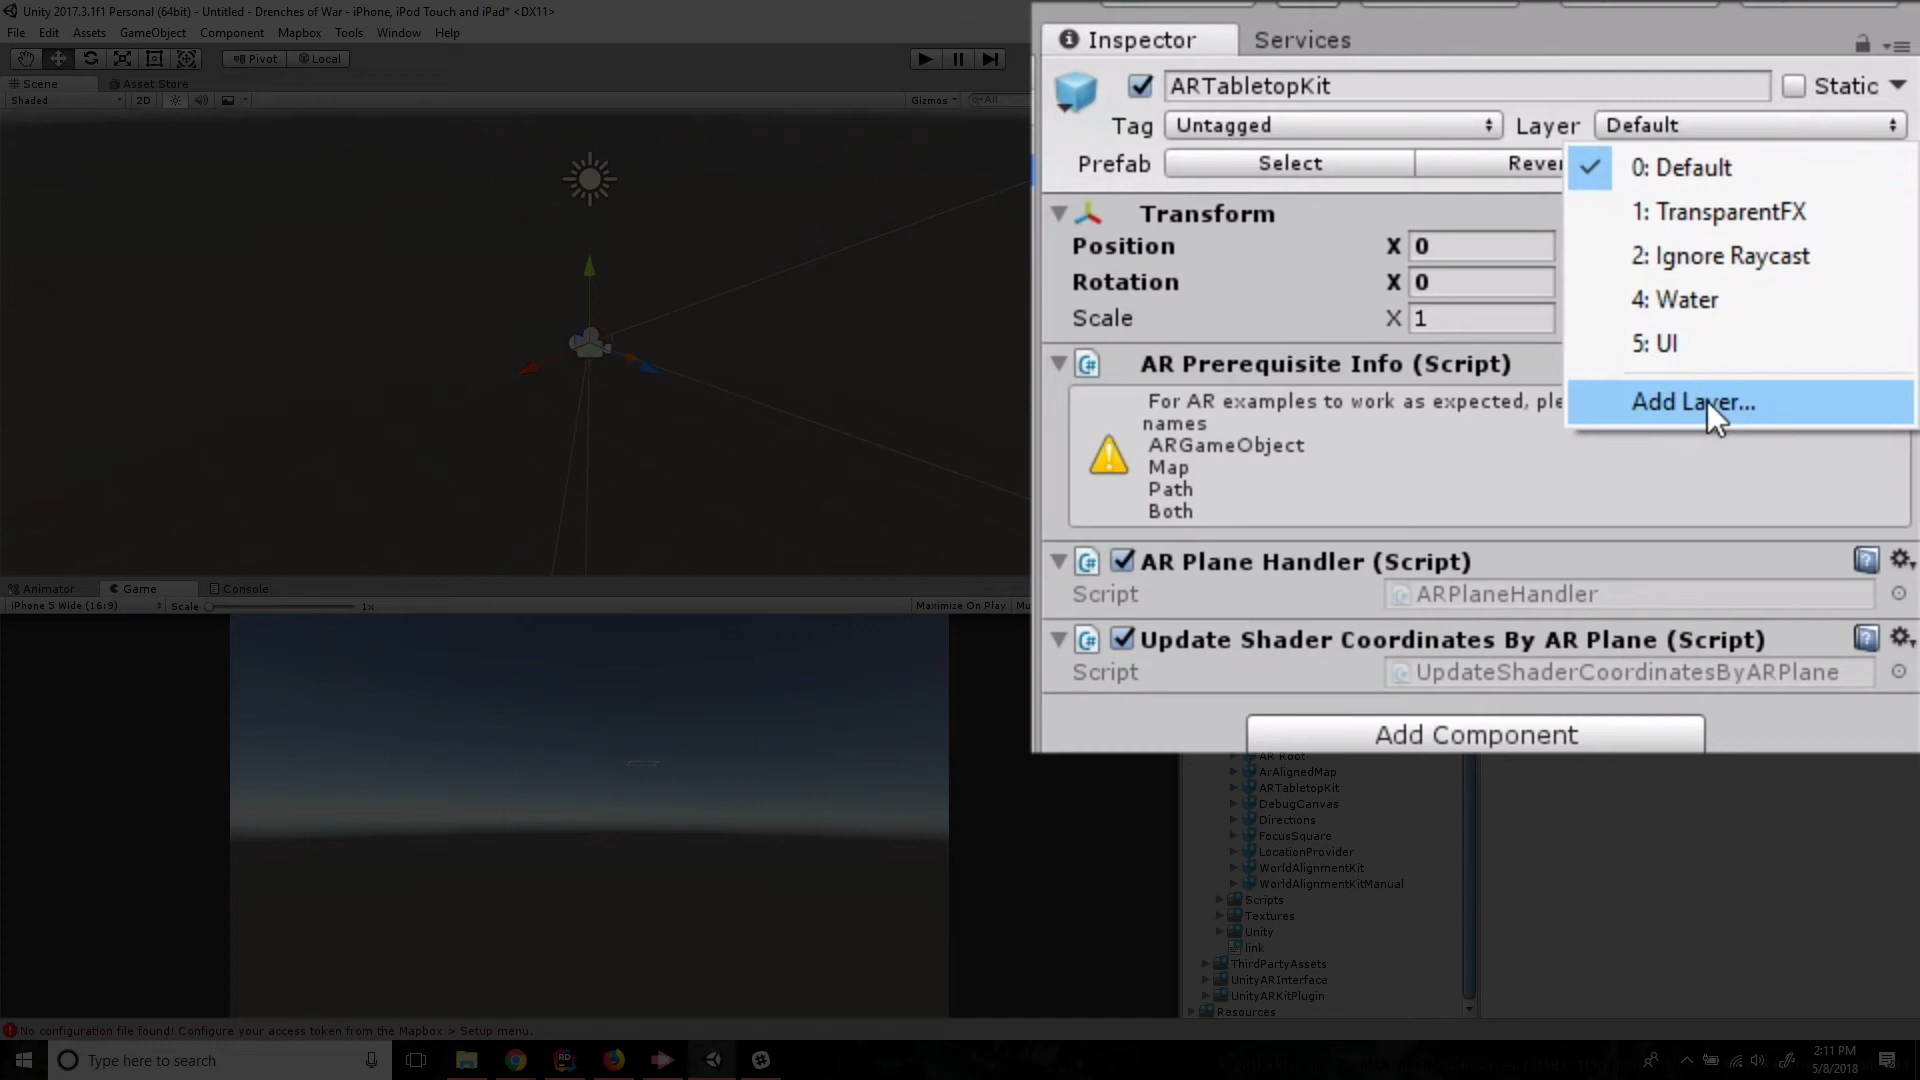 Unity 2017.3.1f1 Personal (64bit) - Untitled - Drenches of War - iPhone, iPod Touch and iPad* <DX11>
File Edit Assets GameObject Component Mapbox Tools Window Help
Pivot Local
Scene Asset Store
Shaded 2D Gizmos All
Inspector Services
ARTabletopKit Static
Tag Untagged Layer Default
Prefab Select Rever
0: Default
1: TransparentFX
2: Ignore Raycast
4: Water
5: UI
Add Layer...
Transform
Position X 0
Rotation X 0
Scale X 1
AR Prerequisite Info (Script)
For AR examples to work as expected, ple
names
ARGameObject
Map
Path
Both
AR Plane Handler (Script)
Script ARPlaneHandler
Update Shader Coordinates By AR Plane (Script)
Script UpdateShaderCoordinatesByARPlane
Add Component
Animator Game Console
iPhone 5 Wide (16:9) Scale 1x Maximize On Play Mu
AR Root
ArAlignedMap
ARTabletopKit
DebugCanvas
Directions
FocusSquare
LocationProvider
WorldAlignmentKit
WorldAlignmentKitManual
Scripts
Textures
Unity
link
ThirdPartyAssets
UnityARInterface
UnityARKitPlugin
Resources
No configuration file found! Configure your access token from the Mapbox > Setup menu.
Type here to search
RD
2:11 PM
5/8/2018